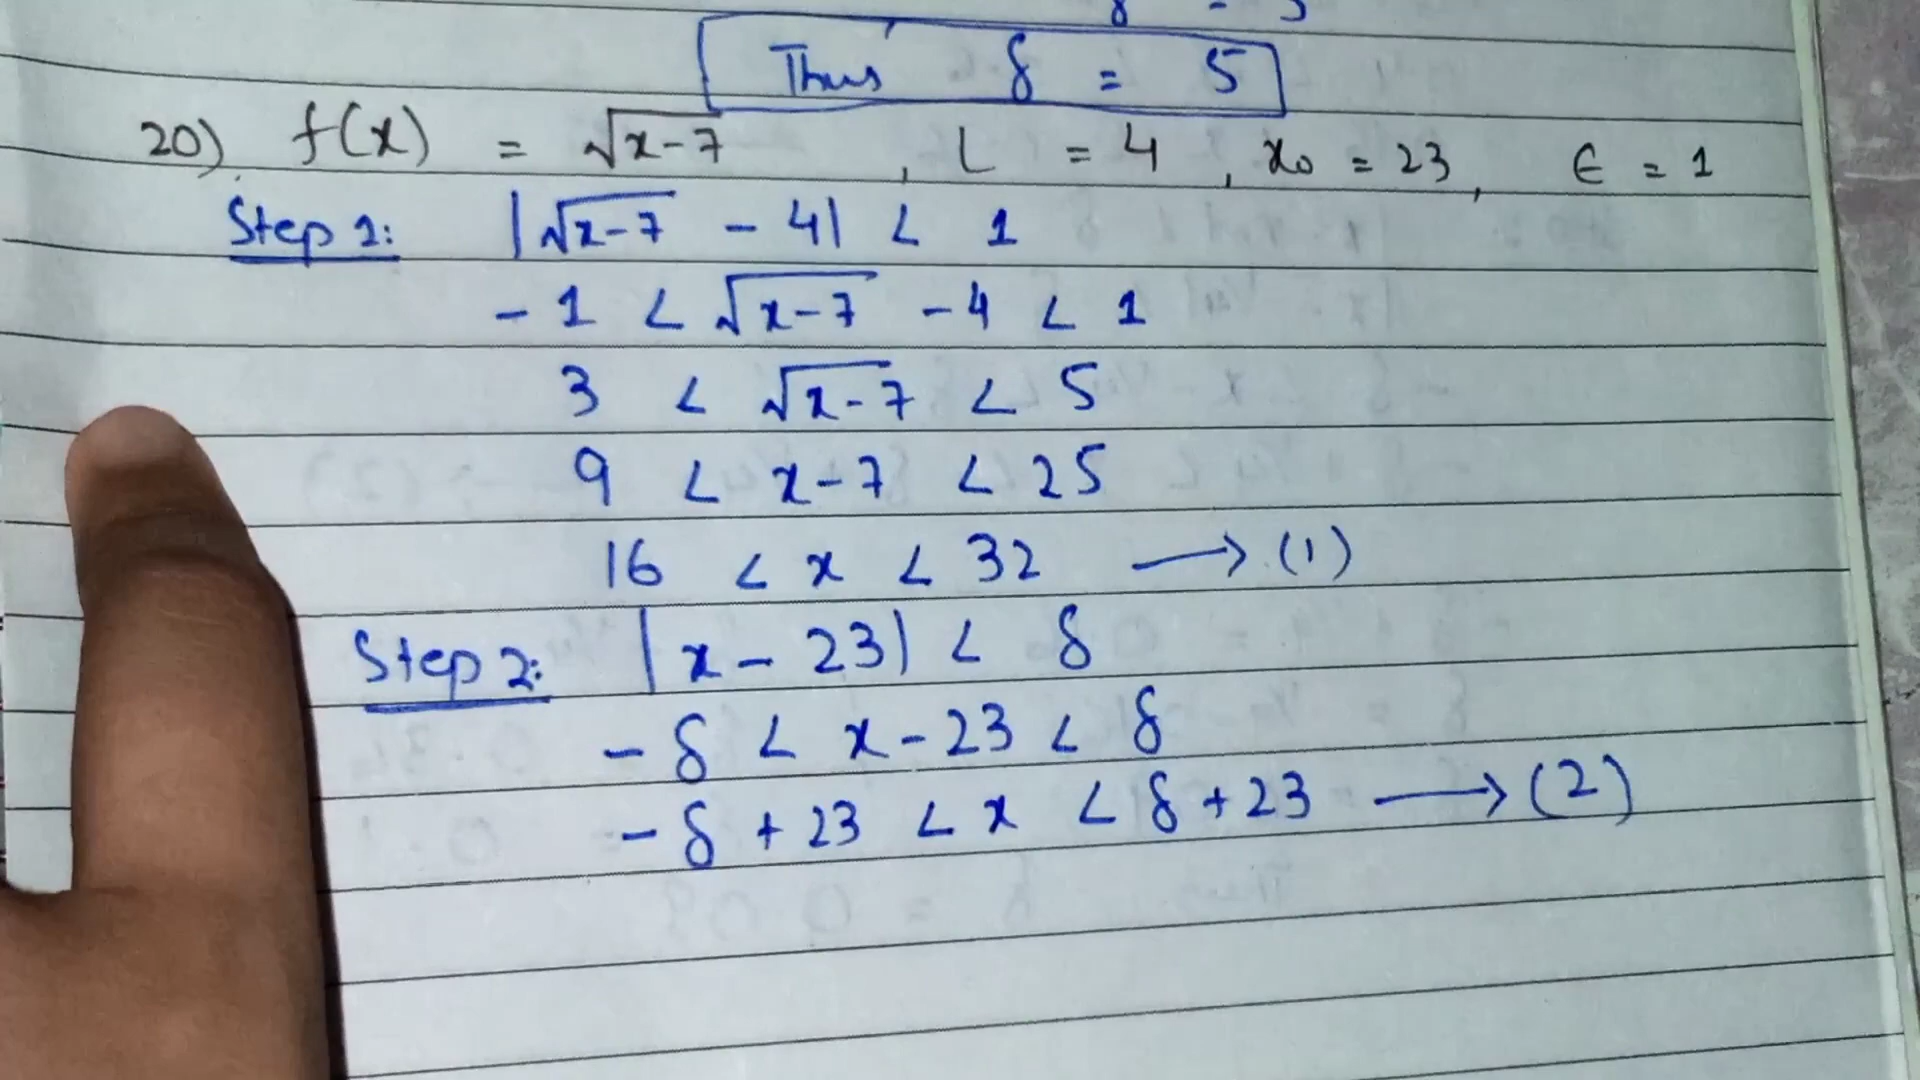 Thus δ = 5
20) f(x) = √x-7 , L = 4 , x₀ = 23, ϵ = 1
Step 1: |√x-7 - 4| < 1
- 1 < √x-7 - 4 < 1
3 < √x-7 < 5
9 < x-7 < 25
16 < x < 32 → (1)
Step 2: |x - 23| < δ
- δ < x - 23 < δ
- δ + 23 < x < δ + 23 → (2)